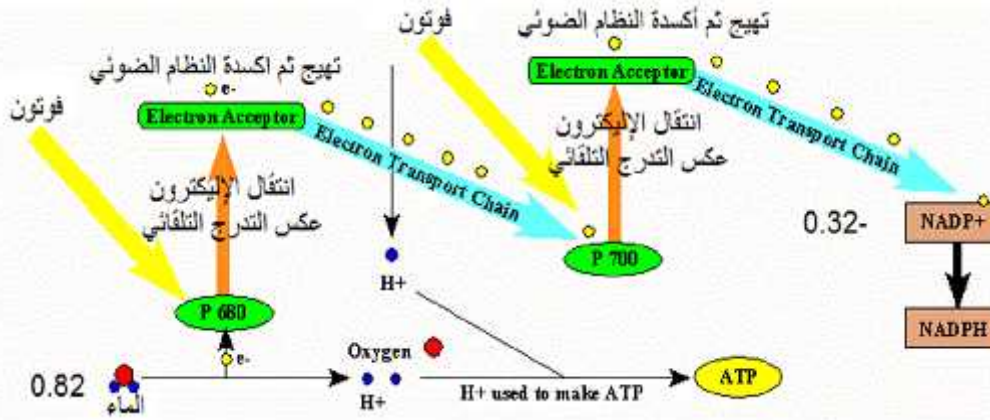 فوتون
تهيج ثم أكسدة النظام الضوئي
Electron Acceptor
تهيج ثم اكسدة النظام الضوئي
e-
Electron Acceptor
فوتون
Electron Transport Chain
Electron Transport Chain
انتقال الإليكترون
عكس التدرج التلقائي
انتقال الإليكترون
عكس التدرج التلقائي
0.32-
NADP+
P 700
H+
P 680
NADPH
e-
Oxygen
0.82
الماء
H+
H+ used to make ATP
ATP